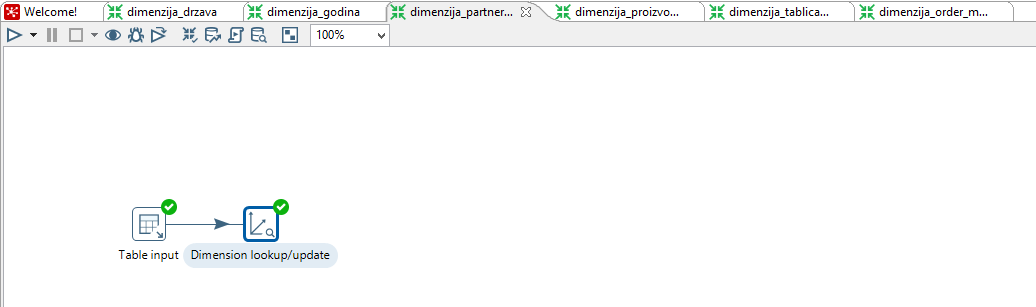 Welcome! dimenzija_drzava dimenzija_godina dimenzija_partner... dimenzija_proizvo... dimenzija_tablica... dimenzija_order_m...
100%
Table input Dimension lookup/update